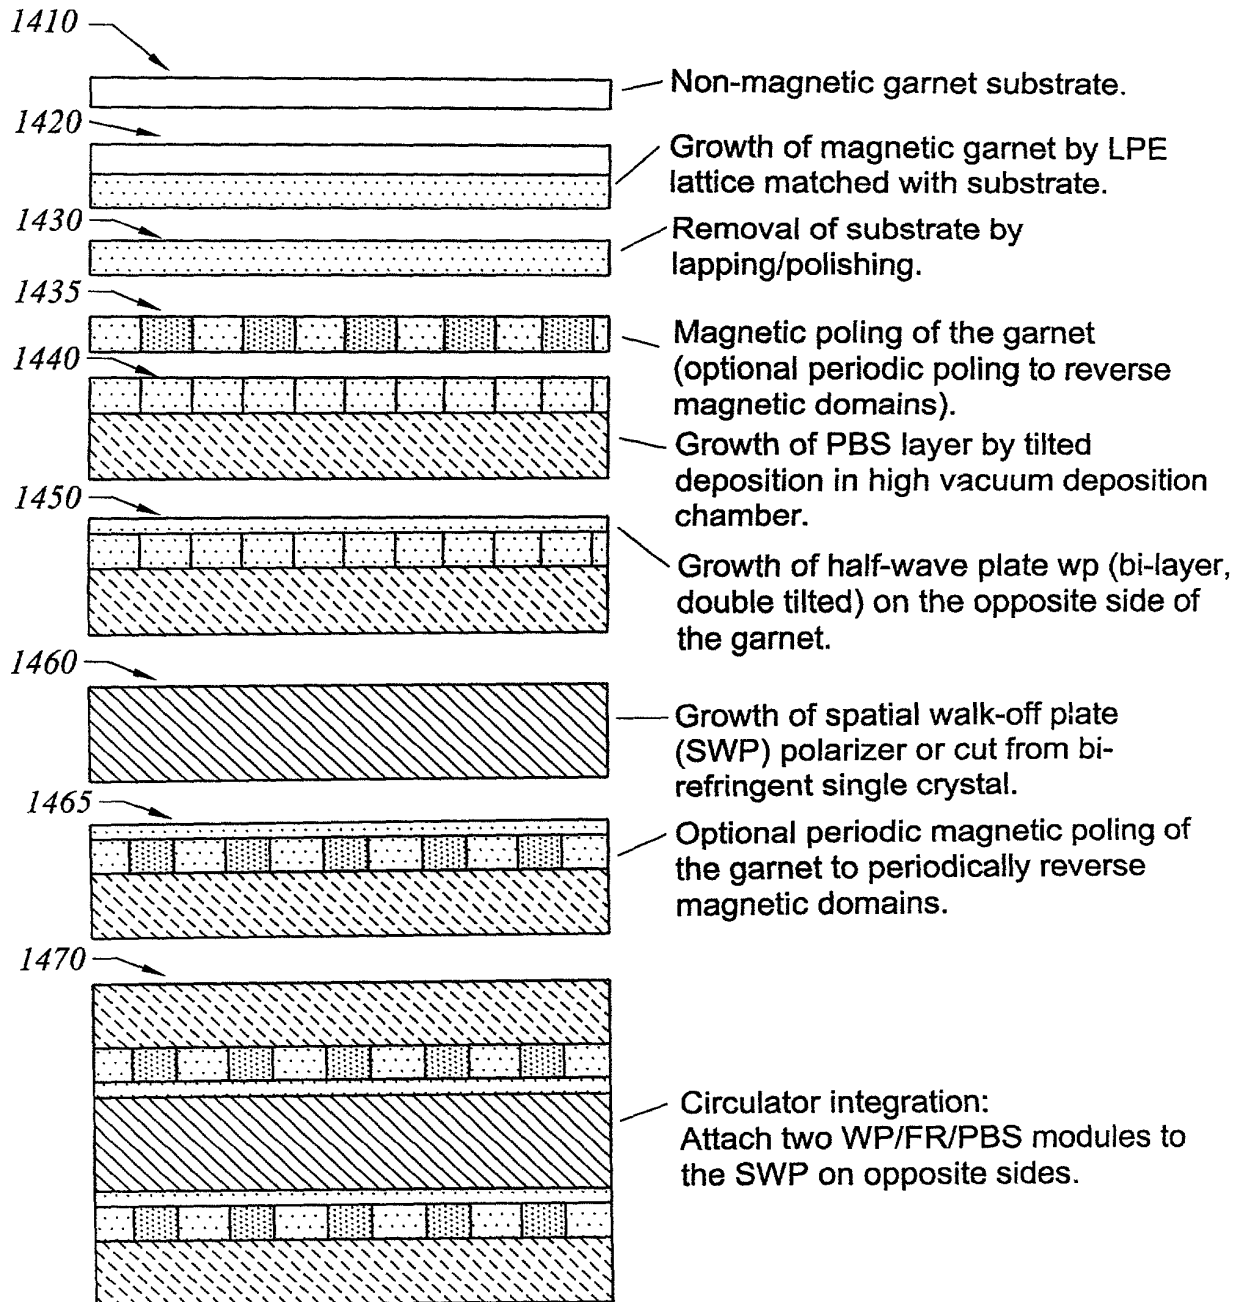 1410
Non-magnetic garnet substrate.
1420
Growth of magnetic garnet by LPE
lattice matched with substrate.
1430
Removal of substrate by
lapping/polishing.
1435
Magnetic poling of the garnet
(optional periodic poling to reverse
magnetic domains).
1440
Growth of PBS layer by tilted
deposition in high vacuum deposition
chamber.
1450
Growth of half-wave plate wp (bi-layer,
double tilted) on the opposite side of
the garnet.
1460
Growth of spatial walk-off plate
(SWP) polarizer or cut from bi-
refringent single crystal.
1465
Optional periodic magnetic poling of
the garnet to periodically reverse
magnetic domains.
1470
Circulator integration:
Attach two WP/FR/PBS modules to
the SWP on opposite sides.